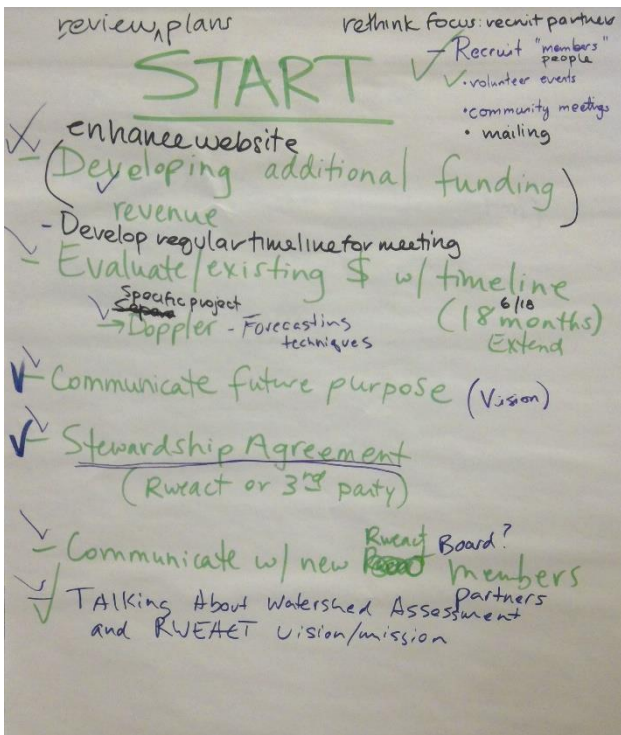 review ^ plans
rethink focus: recruit partners
START
- Recruit "members"
people
• volunteer events
• community meetings
• mailing
enhance website
- (Developing additional funding
revenue)
- Develop regular timeline for meeting
- Evaluate/existing $ w/ timeline
(18 months)
6/18
Extend
Specific project
→ Doppler - Forecasting
techniques
- Communicate future purpose (Vision)
- Stewardship Agreement
(Rweact or 3rd party)
- Communicate w/ new Rweact Board?
members
partners
- TAlking About Watershed Assessment
and RWEAET vision/mission